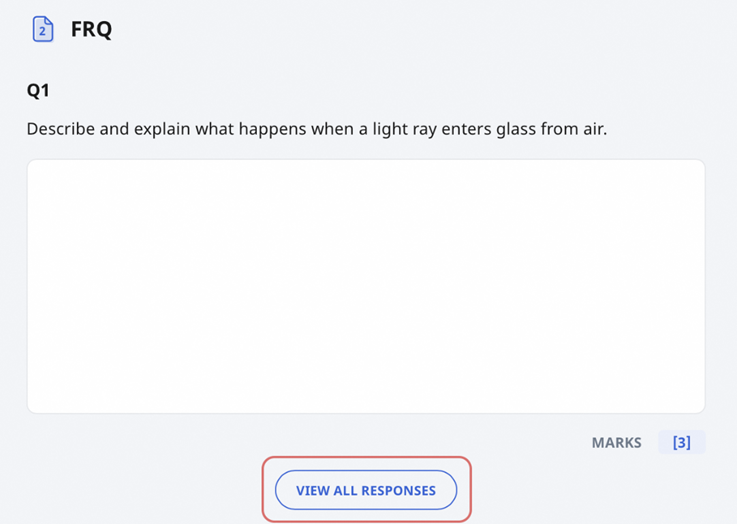 2 FRQ
Q1
Describe and explain what happens when a light ray enters glass from air.
MARKS [3]
VIEW ALL RESPONSES